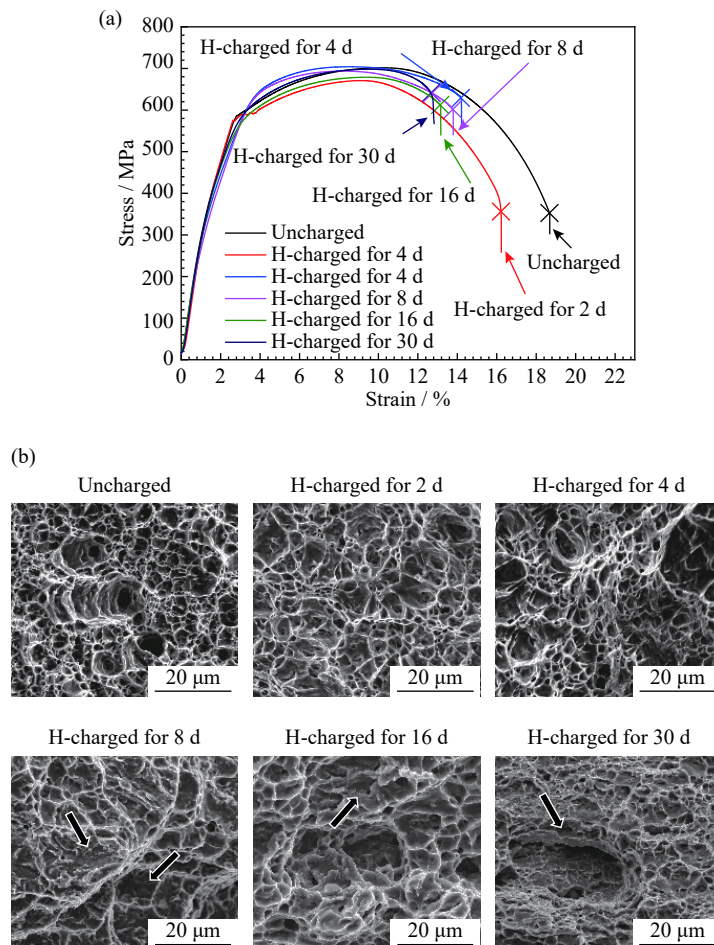 (a)
800
700
600
500
400
300
200
100
0
Stress / MPa
H-charged for 4 d
H-charged for 8 d
H-charged for 30 d
H-charged for 16 d
Uncharged
H-charged for 2 d
Uncharged
H-charged for 4 d
H-charged for 4 d
H-charged for 8 d
H-charged for 16 d
H-charged for 30 d
0 2 4 6 8 10 12 14 16 18 20 22
Strain / %
(b)
Uncharged H-charged for 2 d H-charged for 4 d
20 μm 20 μm 20 μm
H-charged for 8 d H-charged for 16 d H-charged for 30 d
20 μm 20 μm 20 μm